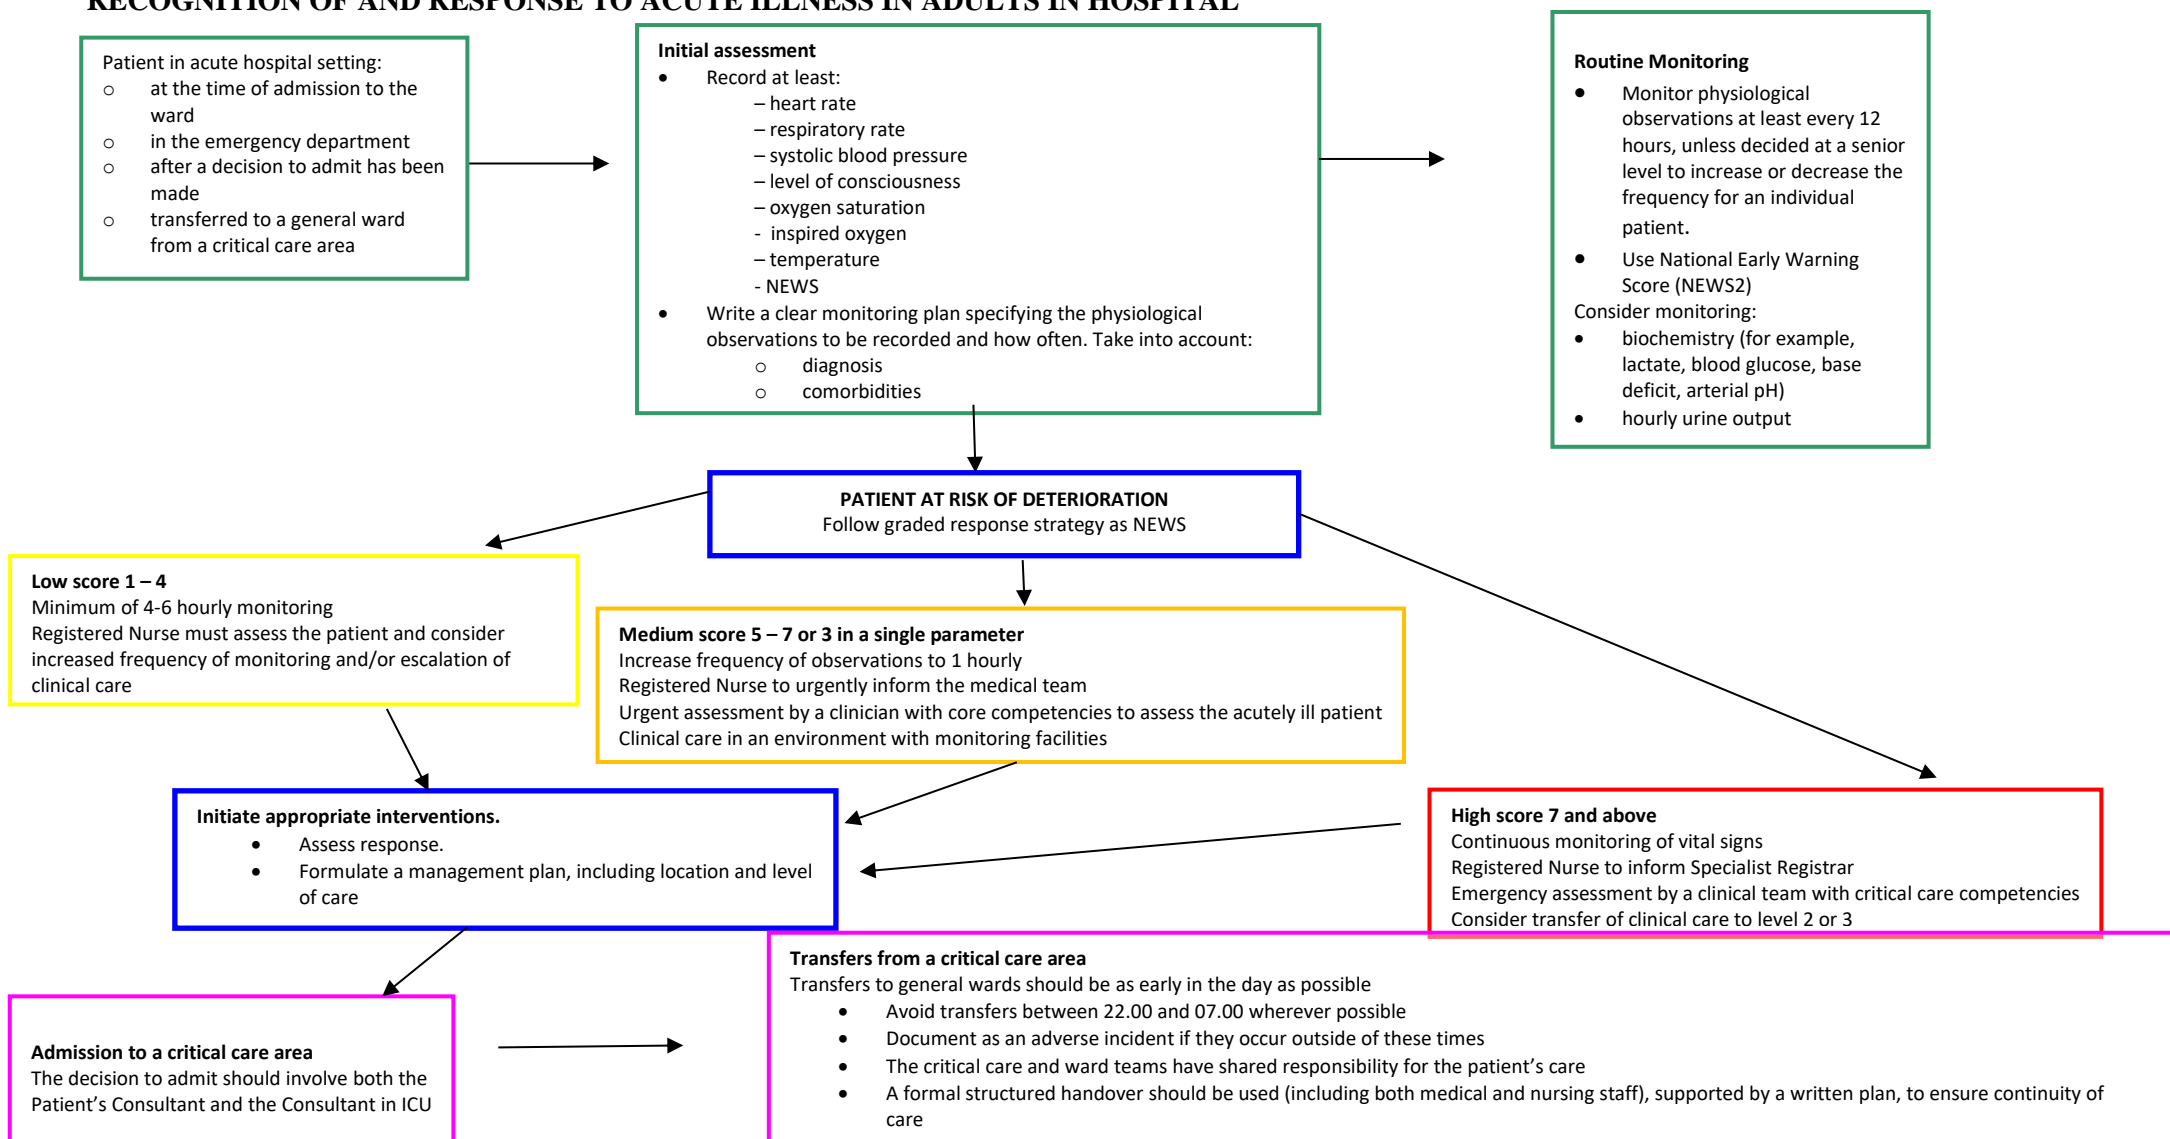 RECOGNITION OF AND RESPONSE TO ACUTE ILLNESS IN ADULTS IN HOSPITAL
Patient in acute hospital setting:
o at the time of admission to the
ward
o in the emergency department
o after a decision to admit has been
made
o transferred to a general ward
from a critical care area
Initial assessment
• Record at least:
– heart rate
– respiratory rate
– systolic blood pressure
– level of consciousness
– oxygen saturation
- inspired oxygen
– temperature
- NEWS
• Write a clear monitoring plan specifying the physiological
observations to be recorded and how often. Take into account:
o diagnosis
o comorbidities
Routine Monitoring
• Monitor physiological
observations at least every 12
hours, unless decided at a senior
level to increase or decrease the
frequency for an individual
patient.
• Use National Early Warning
Score (NEWS2)
Consider monitoring:
• biochemistry (for example,
lactate, blood glucose, base
deficit, arterial pH)
• hourly urine output
PATIENT AT RISK OF DETERIORATION
Follow graded response strategy as NEWS
Low score 1 – 4
Minimum of 4-6 hourly monitoring
Registered Nurse must assess the patient and consider
increased frequency of monitoring and/or escalation of
clinical care
Medium score 5 – 7 or 3 in a single parameter
Increase frequency of observations to 1 hourly
Registered Nurse to urgently inform the medical team
Urgent assessment by a clinician with core competencies to assess the acutely ill patient
Clinical care in an environment with monitoring facilities
Initiate appropriate interventions.
• Assess response.
• Formulate a management plan, including location and level
of care
High score 7 and above
Continuous monitoring of vital signs
Registered Nurse to inform Specialist Registrar
Emergency assessment by a clinical team with critical care competencies
Consider transfer of clinical care to level 2 or 3
Admission to a critical care area
The decision to admit should involve both the
Patient’s Consultant and the Consultant in ICU
Transfers from a critical care area
Transfers to general wards should be as early in the day as possible
• Avoid transfers between 22.00 and 07.00 wherever possible
• Document as an adverse incident if they occur outside of these times
• The critical care and ward teams have shared responsibility for the patient’s care
• A formal structured handover should be used (including both medical and nursing staff), supported by a written plan, to ensure continuity of
care